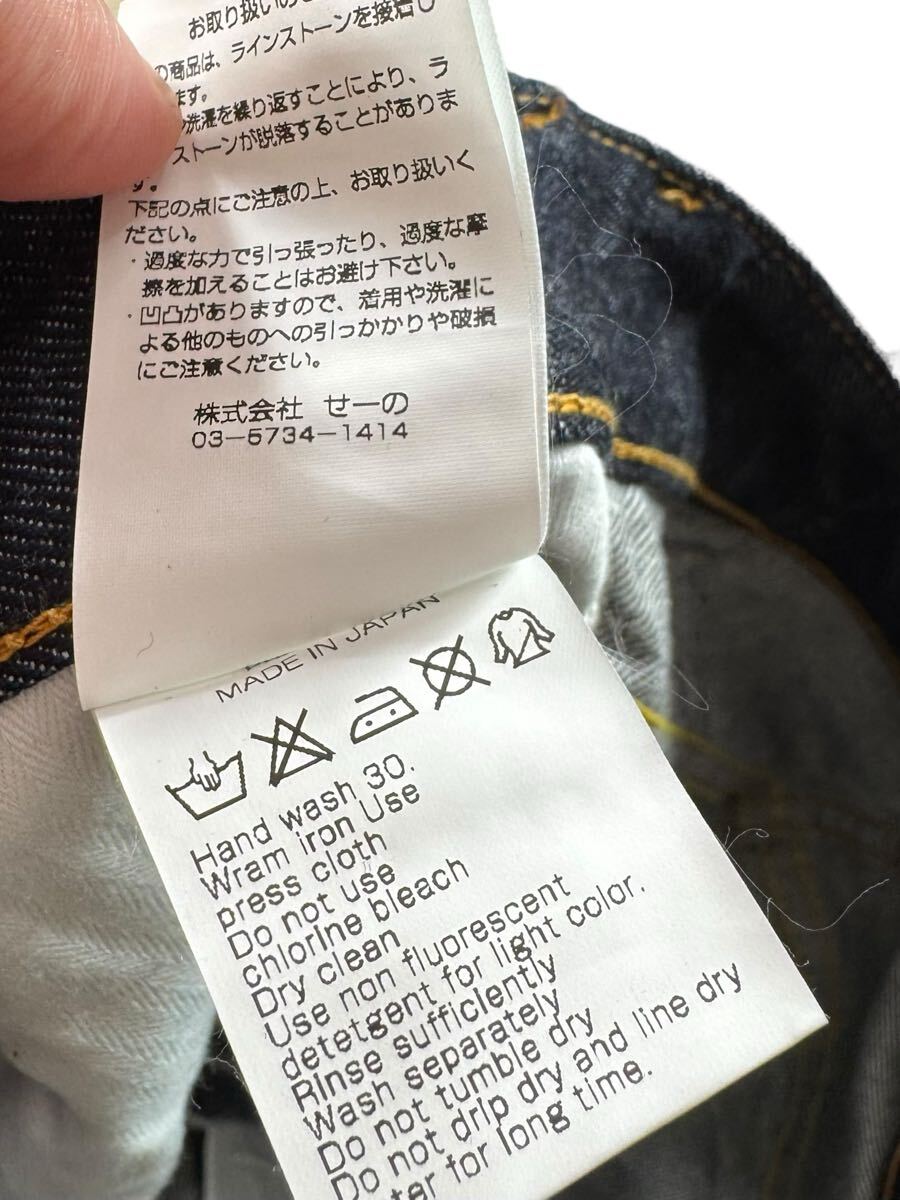 お取り扱いの
の商品は、ラインストーンを接着し
ます。
や洗濯を繰り返すことにより、ラ
ストーンが脱落することがありま
す。
下記の点にご注意の上、お取り扱いく
ださい。
・過度な力で引っ張ったり、過度な摩
擦を加えることはお避け下さい。
・凹凸がありますので、着用や洗濯に
よる他のものへの引っかかりや破損
にご注意ください。
株式会社 せーの
03-5734-1414
MADE IN JAPAN
Hand wash 30.
Wram iron Use
press cloth
Do not use
chlorine bleach
Dry clean
Use non fluorescent
detetgent for light color.
Rinse sufficiently
Wash separately
Do not tumble dry
Do not drip dry and line dry
ter for long time.